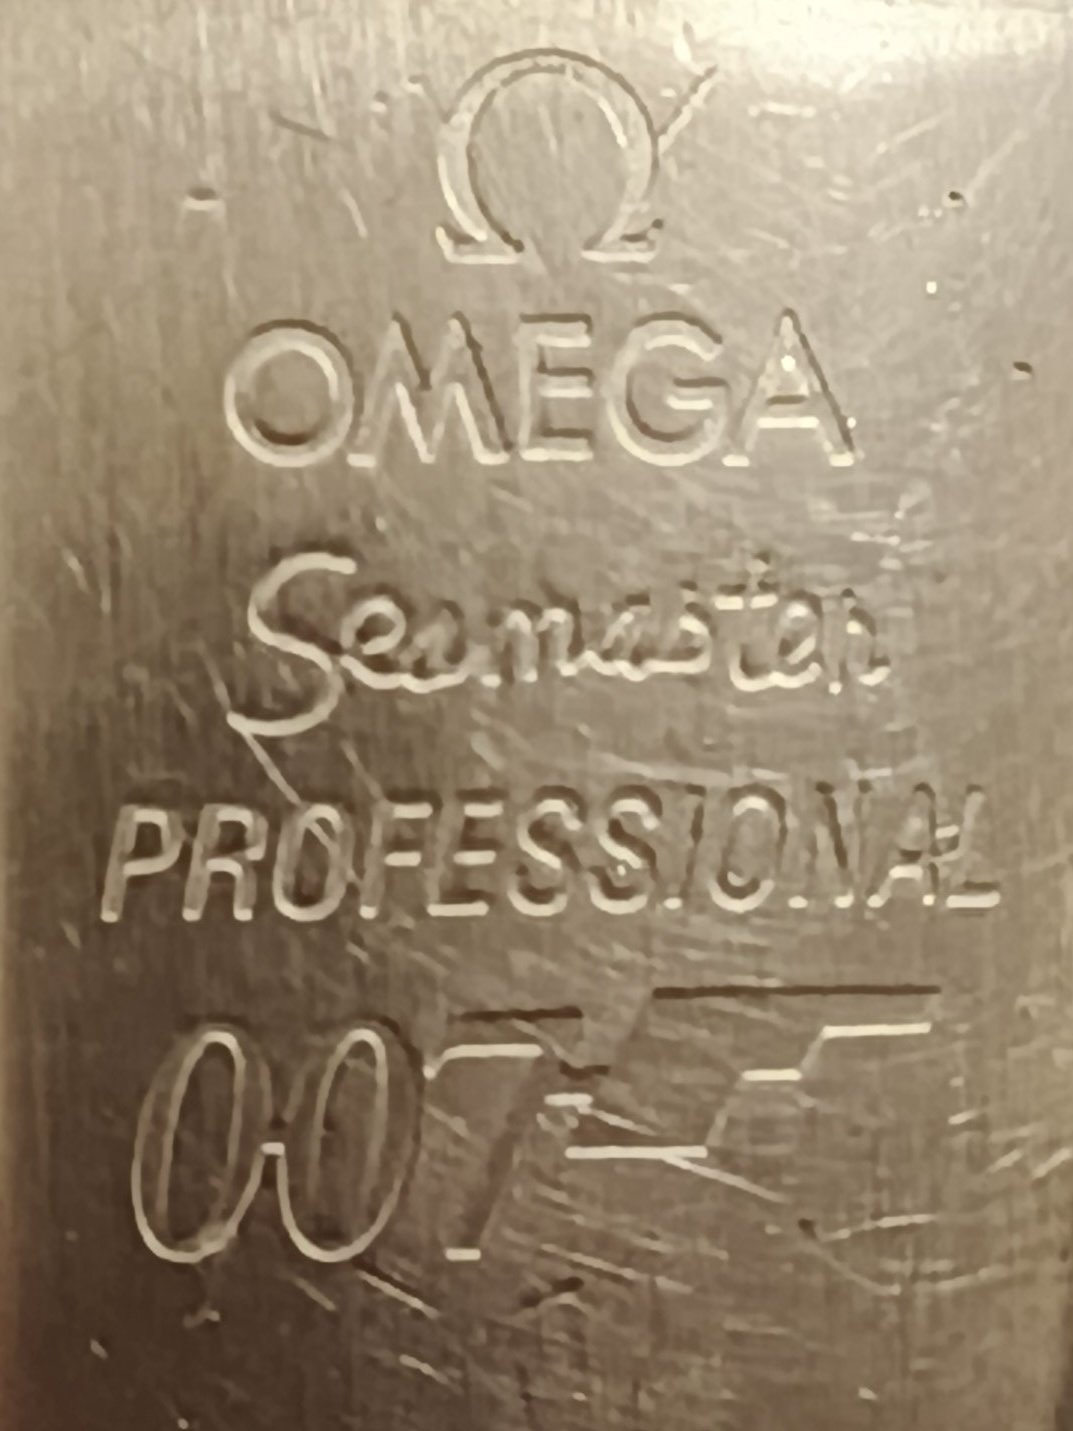 Ω
OMEGA
Seamaster
PROFESSIONAL
007